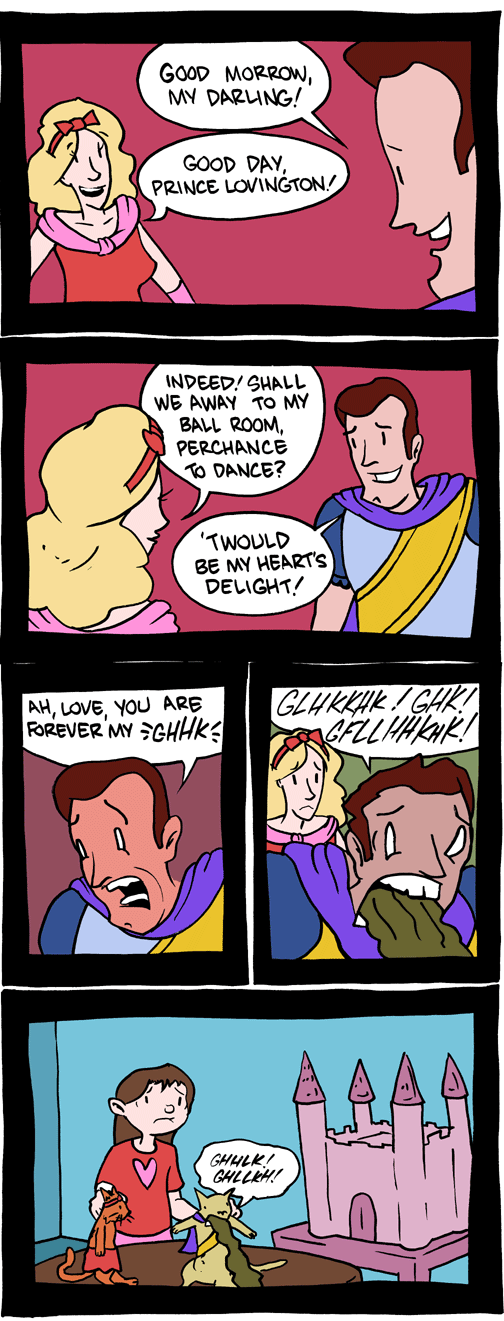 GOOD MORROW,
MY DARLING!
GOOD DAY,
PRINCE LOVINGTON!
INDEED! SHALL
WE AWAY TO MY
BALL ROOM,
PERCHANCE
TO DANCE?
'TWOULD
BE MY HEART'S
DELIGHT!
AH, LOVE, YOU ARE
FOREVER MY GHHK
GLHKKHK! GHK!
GFLLHHKHK!
GHHLK!
GHLLKH!